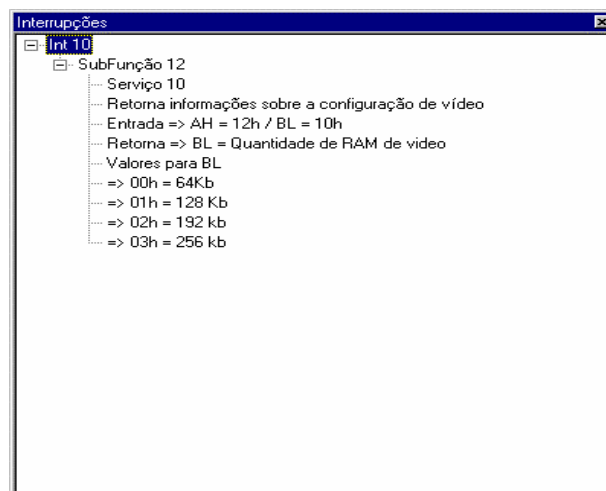 Interrupções
Int 10
SubFunção 12
Serviço 10
Retorna informações sobre a configuração de vídeo
Entrada => AH = 12h / BL = 10h
Retorna => BL = Quantidade de RAM de video
Valores para BL
=> 00h = 64Kb
=> 01h = 128 Kb
=> 02h = 192 kb
=> 03h = 256 kb